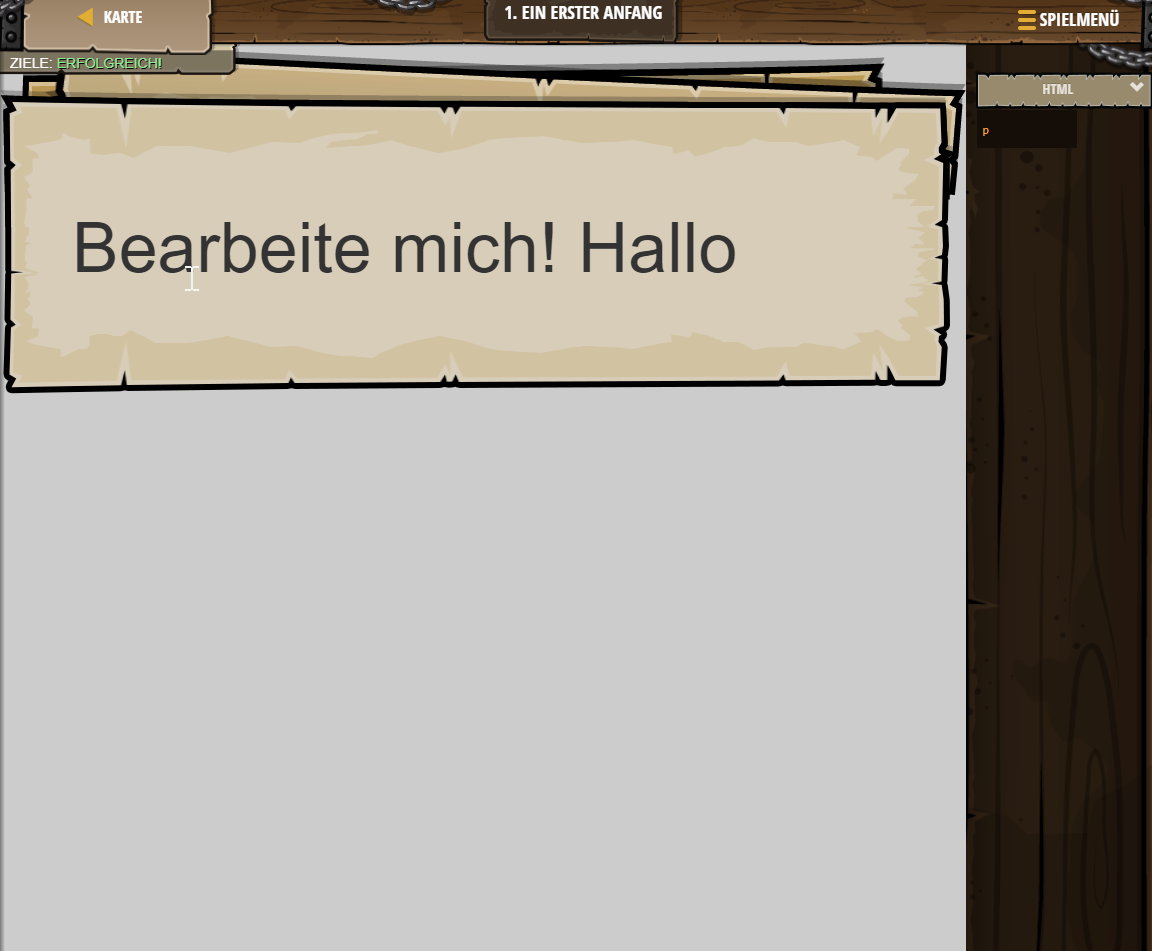 KARTE
1. EIN ERSTER ANFANG
SPIELMENÜ
ZIELE: ERFOLGREICH!
HTML
p
Bearbeite mich! Hallo